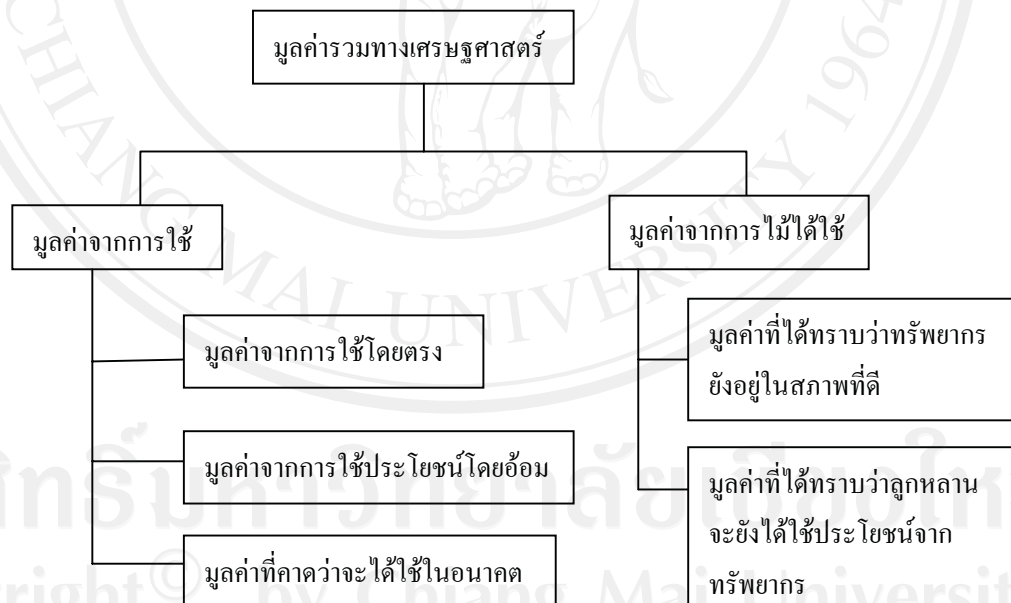 มูลค่ารวมทางเศรษฐศาสตร์
มูลค่าจากการใช้
มูลค่าจากการใช้โดยตรง
มูลค่าจากการใช้ประโยชน์โดยอ้อม
มูลค่าที่คาดว่าจะได้ใช้ในอนาคต
มูลค่าจากการไม้ได้ใช้
มูลค่าที่ได้ทราบว่าทรัพยากร
ยังอยู่ในสภาพที่ดี
มูลค่าที่ได้ทราบว่าลูกหลาน
จะยังได้ใช้ประโยชน์จาก
ทรัพยากร
CHIANG MAI UNIVERSITY 1964
by Chiang Mai Universit